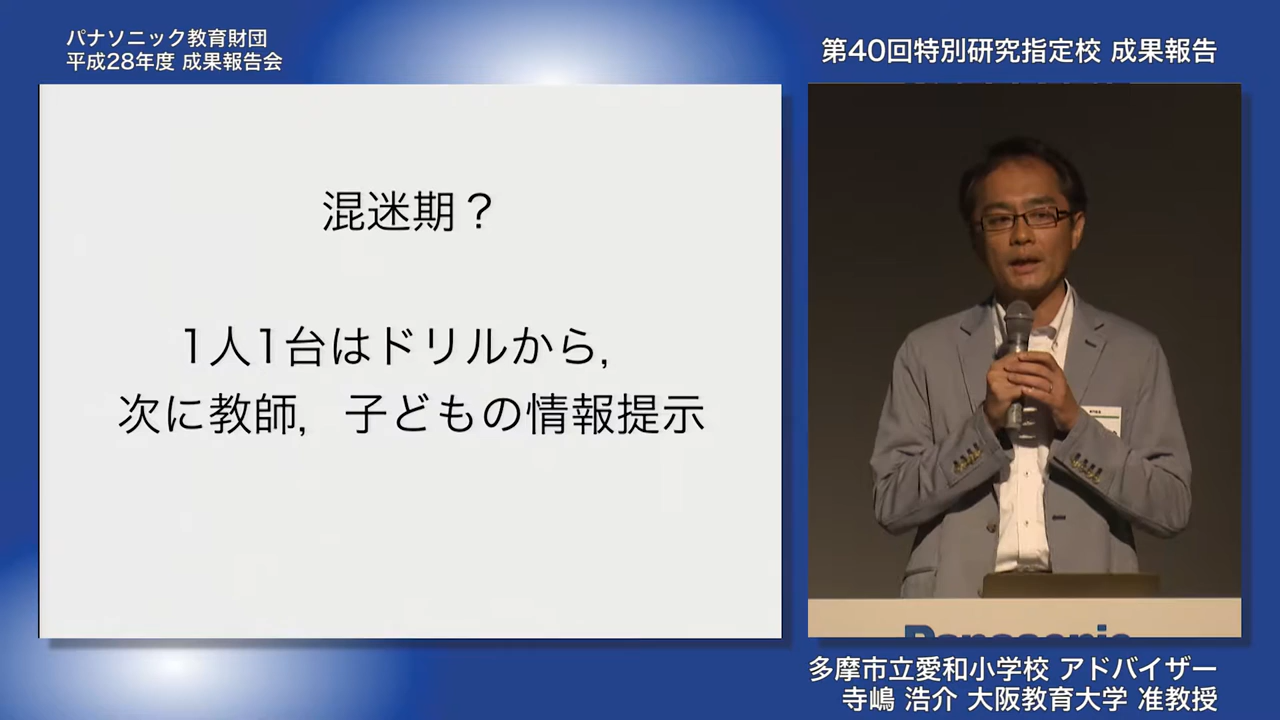 パナソニック教育財団
平成28年度 成果報告会
第40回特別研究指定校 成果報告
混迷期？
1人1台はドリルから，
次に教師，子どもの情報提示
Panasonic
多摩市立愛和小学校 アドバイザー
寺嶋 浩介 大阪教育大学 准教授